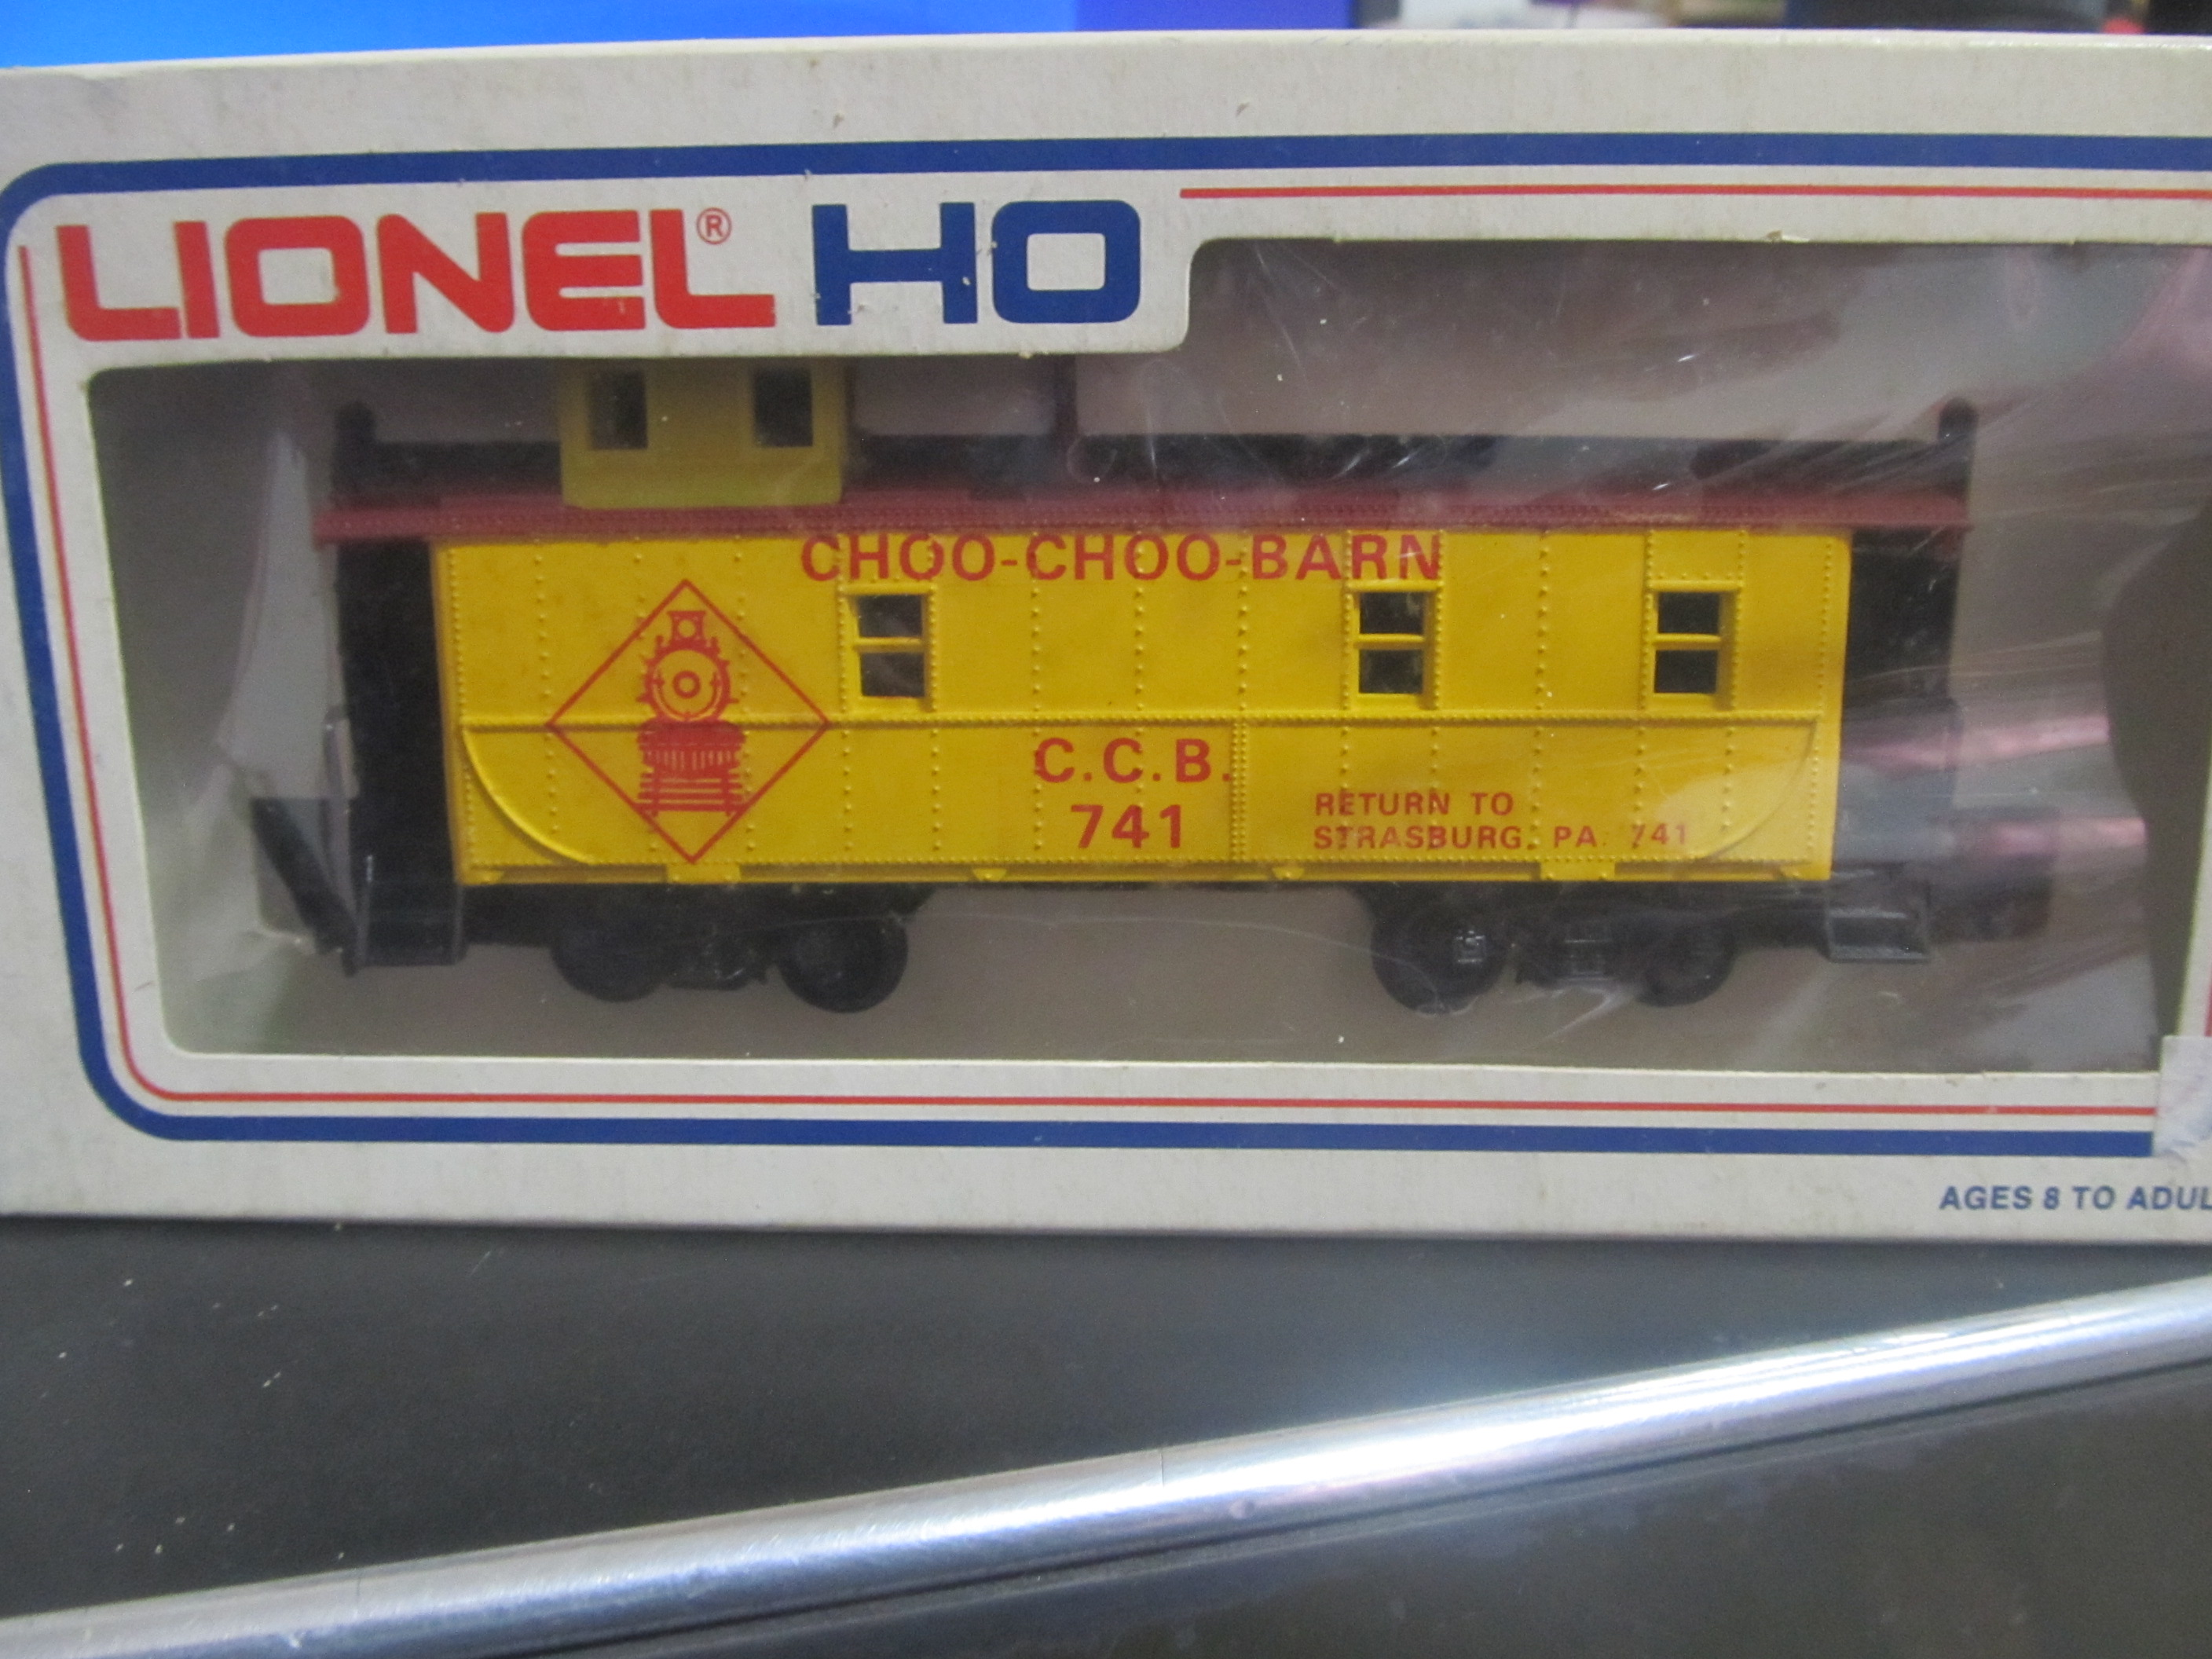 LIONEL® HO
CHOO-CHOO-BARN
C.C.B.
741
RETURN TO
STRASBURG, PA. 741
AGES 8 TO ADUL